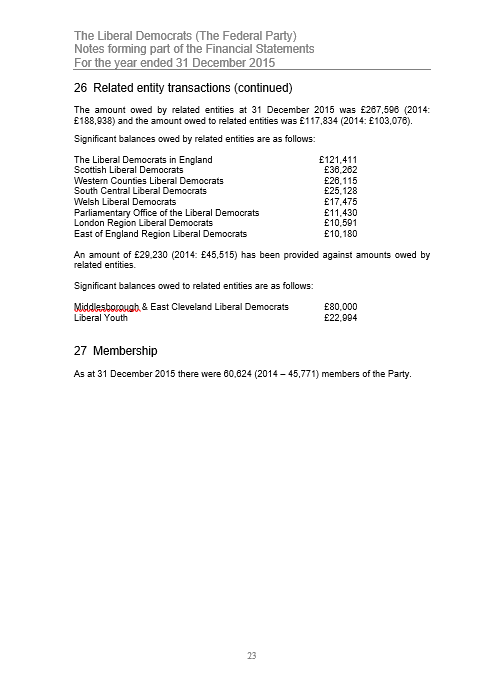 The Liberal Democrats (The Federal Party)
Notes forming part of the Financial Statements
For the year ended 31 December 2015
26 Related entity transactions (continued)
The amount owed by related entities at 31 December 2015 was £267,596 (2014:
£188,938) and the amount owed to related entities was £117,834 (2014: £103,076).
Significant balances owed by related entities are as follows:
The Liberal Democrats in England £121,411
Scottish Liberal Democrats £36,262
Western Counties Liberal Democrats £26,115
South Central Liberal Democrats £25,128
Welsh Liberal Democrats £17,475
Parliamentary Office of the Liberal Democrats £11,430
London Region Liberal Democrats £10,591
East of England Region Liberal Democrats £10,180
An amount of £29,230 (2014: £45,515) has been provided against amounts owed by
related entities.
Significant balances owed to related entities are as follows:
Middlesborough & East Cleveland Liberal Democrats £80,000
Liberal Youth £22,994
27 Membership
As at 31 December 2015 there were 60,624 (2014 – 45,771) members of the Party.
23